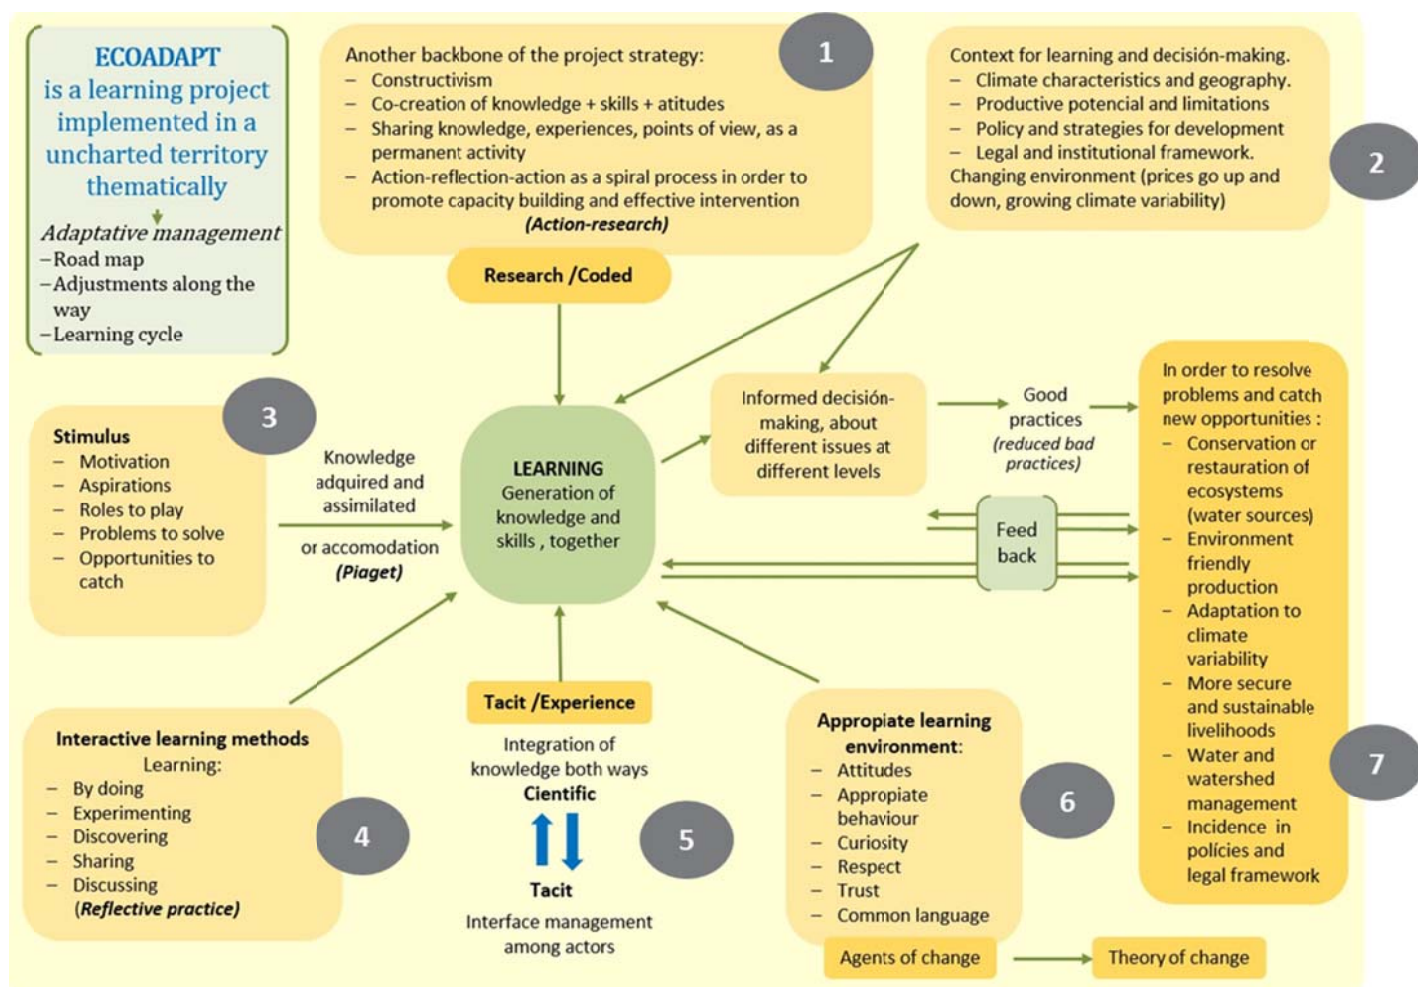 ECOADAPT
is a learning project
implemented in a
uncharted territory
thematically
Adaptative management
–Road map
–Adjustments along the
way
–Learning cycle
Another backbone of the project strategy:
– Constructivism
– Co-creation of knowledge + skills + atitudes
– Sharing knowledge, experiences, points of view, as a
permanent activity
– Action-reflection-action as a spiral process in order to
promote capacity building and effective intervention
(Action-research)
1
Research /Coded
Context for learning and decisión-making.
– Climate characteristics and geography.
– Productive potencial and limitations
– Policy and strategies for development
– Legal and institutional framework.
Changing environment (prices go up and
down, growing climate variability)
2
3
Stimulus
– Motivation
– Aspirations
– Roles to play
– Problems to solve
– Opportunities to
catch
Knowledge
adquired and
assimilated
or accomodation
(Piaget)
LEARNING
Generation of
knowledge and
skills , together
Informed decisión-
making, about
different issues at
different levels
Good
practices
(reduced bad
practices)
Feed
back
In order to resolve
problems and catch
new opportunities :
– Conservation or
restauration of
ecosystems
(water sources)
– Environment
friendly
production
– Adaptation to
climate
variability
– More secure
and sustainable
livelihoods
– Water and
watershed
management
– Incidence in
polícies and
legal framework
7
Interactive learning methods
Learning:
– By doing
– Experimenting
– Discovering
– Sharing
– Discussing
(Reflective practice)
4
Tacit /Experience
Integration of
knowledge both ways
Cientific
Tacit
Interface management
among actors
5
Appropiate learning
environment:
– Attitudes
– Appropiate
behaviour
– Curiosity
– Respect
– Trust
– Common language
6
Agents of change
Theory of change